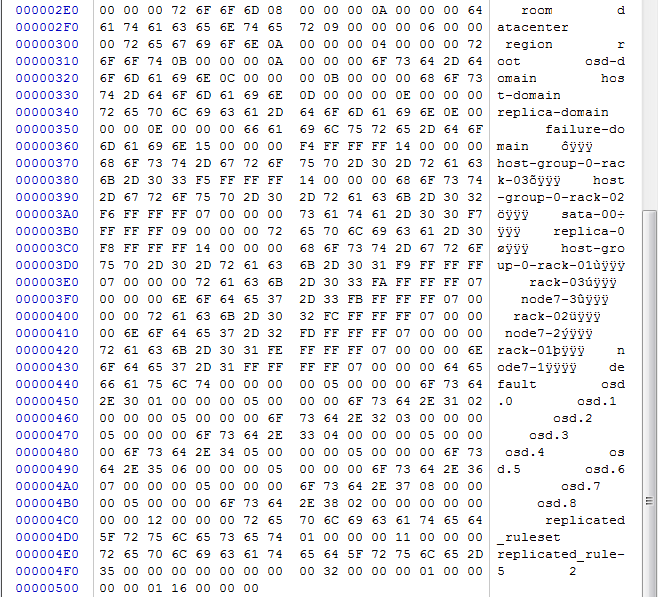 000002E0 00 00 00 72 6F 6F 6D 08 00 00 00 0A 00 00 00 64 room d
000002F0 61 74 61 63 65 6E 74 65 72 09 00 00 00 06 00 00 atacenter
00000300 00 72 65 67 69 6F 6E 0A 00 00 00 04 00 00 00 72 region r
00000310 6F 6F 74 0B 00 00 00 0A 00 00 00 6F 73 64 2D 64 oot osd-d
00000320 6F 6D 61 69 6E 0C 00 00 00 0B 00 00 00 68 6F 73 omain hos
00000330 74 2D 64 6F 6D 61 69 6E 0D 00 00 00 0E 00 00 00 t-domain
00000340 72 65 70 6C 69 63 61 2D 64 6F 6D 61 69 6E 0E 00 replica-domain
00000350 00 00 0E 00 00 00 66 61 69 6C 75 72 65 2D 64 6F failure-do
00000360 6D 61 69 6E 15 00 00 00 F4 FF FF FF 14 00 00 00 main ôÿÿÿ
00000370 68 6F 73 74 2D 67 72 6F 75 70 2D 30 2D 72 61 63 host-group-0-rac
00000380 6B 2D 30 33 F5 FF FF FF 14 00 00 00 68 6F 73 74 k-03õÿÿÿ host
00000390 2D 67 72 6F 75 70 2D 30 2D 72 61 63 6B 2D 30 32 -group-0-rack-02
000003A0 F6 FF FF FF 07 00 00 00 73 61 74 61 2D 30 30 F7 öÿÿÿ sata-00÷
000003B0 FF FF FF 09 00 00 00 72 65 70 6C 69 63 61 2D 30 ÿÿÿ replica-0
000003C0 F8 FF FF FF 14 00 00 00 68 6F 73 74 2D 67 72 6F øÿÿÿ host-gro
000003D0 75 70 2D 30 2D 72 61 63 6B 2D 30 31 F9 FF FF FF up-0-rack-01ùÿÿÿ
000003E0 07 00 00 00 72 61 63 6B 2D 30 33 FA FF FF FF 07 rack-03úÿÿÿ
000003F0 00 00 00 6E 6F 64 65 37 2D 33 FB FF FF FF 07 00 node7-3ûÿÿÿ
00000400 00 00 72 61 63 6B 2D 30 32 FC FF FF FF 07 00 00 rack-02üÿÿÿ
00000410 00 6E 6F 64 65 37 2D 32 FD FF FF FF 07 00 00 00 node7-2ýÿÿÿ
00000420 72 61 63 6B 2D 30 31 FE FF FF FF 07 00 00 00 6E rack-01þÿÿÿ n
00000430 6F 64 65 37 2D 31 FF FF FF FF 07 00 00 00 64 65 ode7-1ÿÿÿÿ de
00000440 66 61 75 6C 74 00 00 00 00 05 00 00 00 6F 73 64 fault osd
00000450 2E 30 01 00 00 00 05 00 00 00 6F 73 64 2E 31 02 .0 osd.1
00000460 00 00 00 05 00 00 00 6F 73 64 2E 32 03 00 00 00 osd.2
00000470 05 00 00 00 6F 73 64 2E 33 04 00 00 00 05 00 00 osd.3
00000480 00 6F 73 64 2E 34 05 00 00 00 05 00 00 00 6F 73 osd.4 os
00000490 64 2E 35 06 00 00 00 05 00 00 00 6F 73 64 2E 36 d.5 osd.6
000004A0 07 00 00 00 05 00 00 00 6F 73 64 2E 37 08 00 00 osd.7
000004B0 00 05 00 00 00 6F 73 64 2E 38 02 00 00 00 00 00 osd.8
000004C0 00 00 12 00 00 00 72 65 70 6C 69 63 61 74 65 64 replicated
000004D0 5F 72 75 6C 65 73 65 74 01 00 00 00 11 00 00 00 _ruleset
000004E0 72 65 70 6C 69 63 61 74 65 64 5F 72 75 6C 65 2D replicated_rule-
000004F0 35 00 00 00 00 00 00 00 00 32 00 00 00 01 00 00 5 2
00000500 00 00 01 16 00 00 00